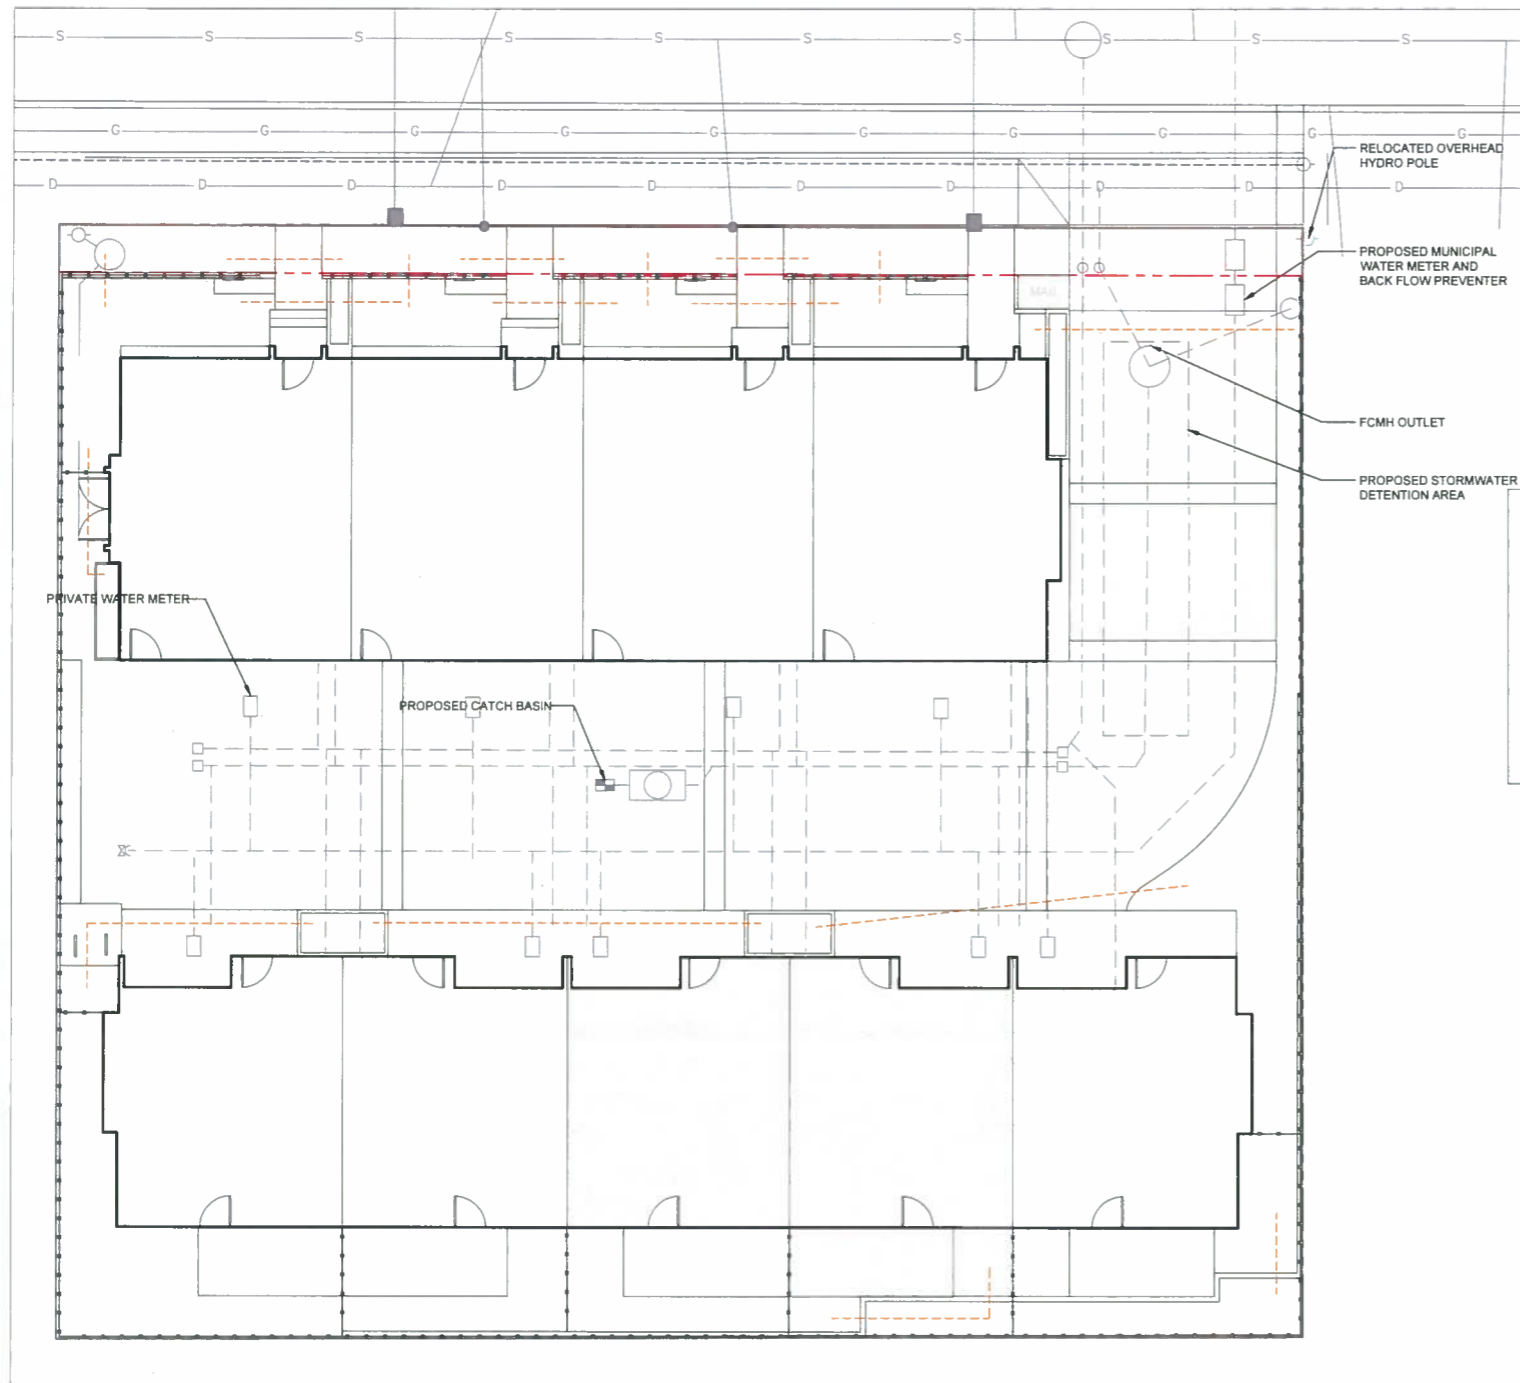 S S S S S S S S S S
G G G G G G G G G G
RELOCATED OVERHEAD
HYDRO POLE
D D D D D D D D D D
PROPOSED MUNICIPAL
WATER METER AND
BACK FLOW PREVENTER
MAIL
FCMH OUTLET
PROPOSED STORMWATER
DETENTION AREA
PRIVATE WATER METER
PROPOSED CATCH BASIN